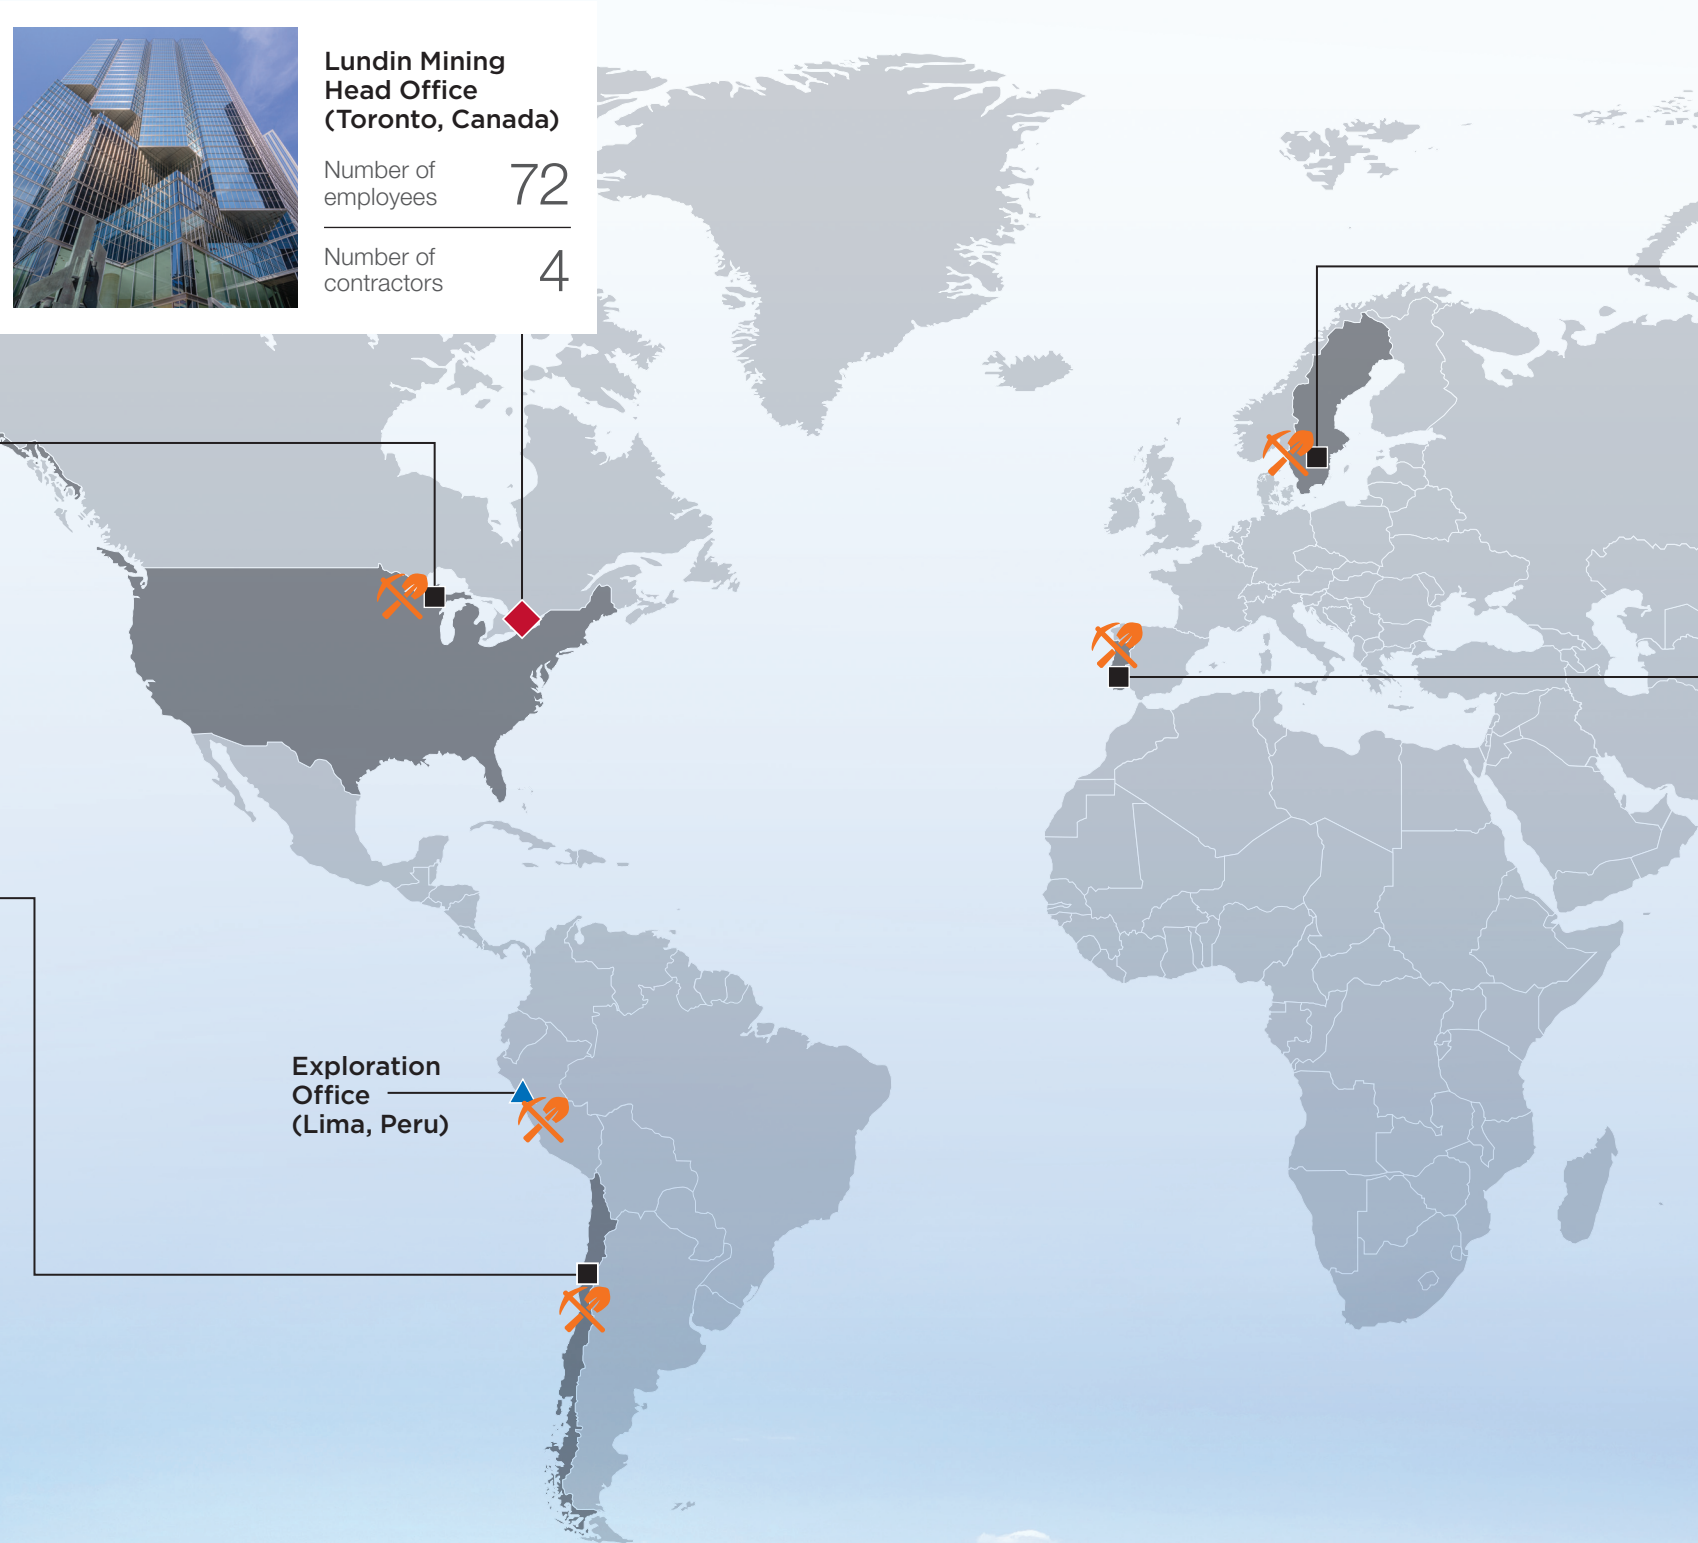 Lundin Mining
Head Office
(Toronto, Canada)
Number of
employees
72
Number of
contractors
4
Exploration
Office
(Lima, Peru)